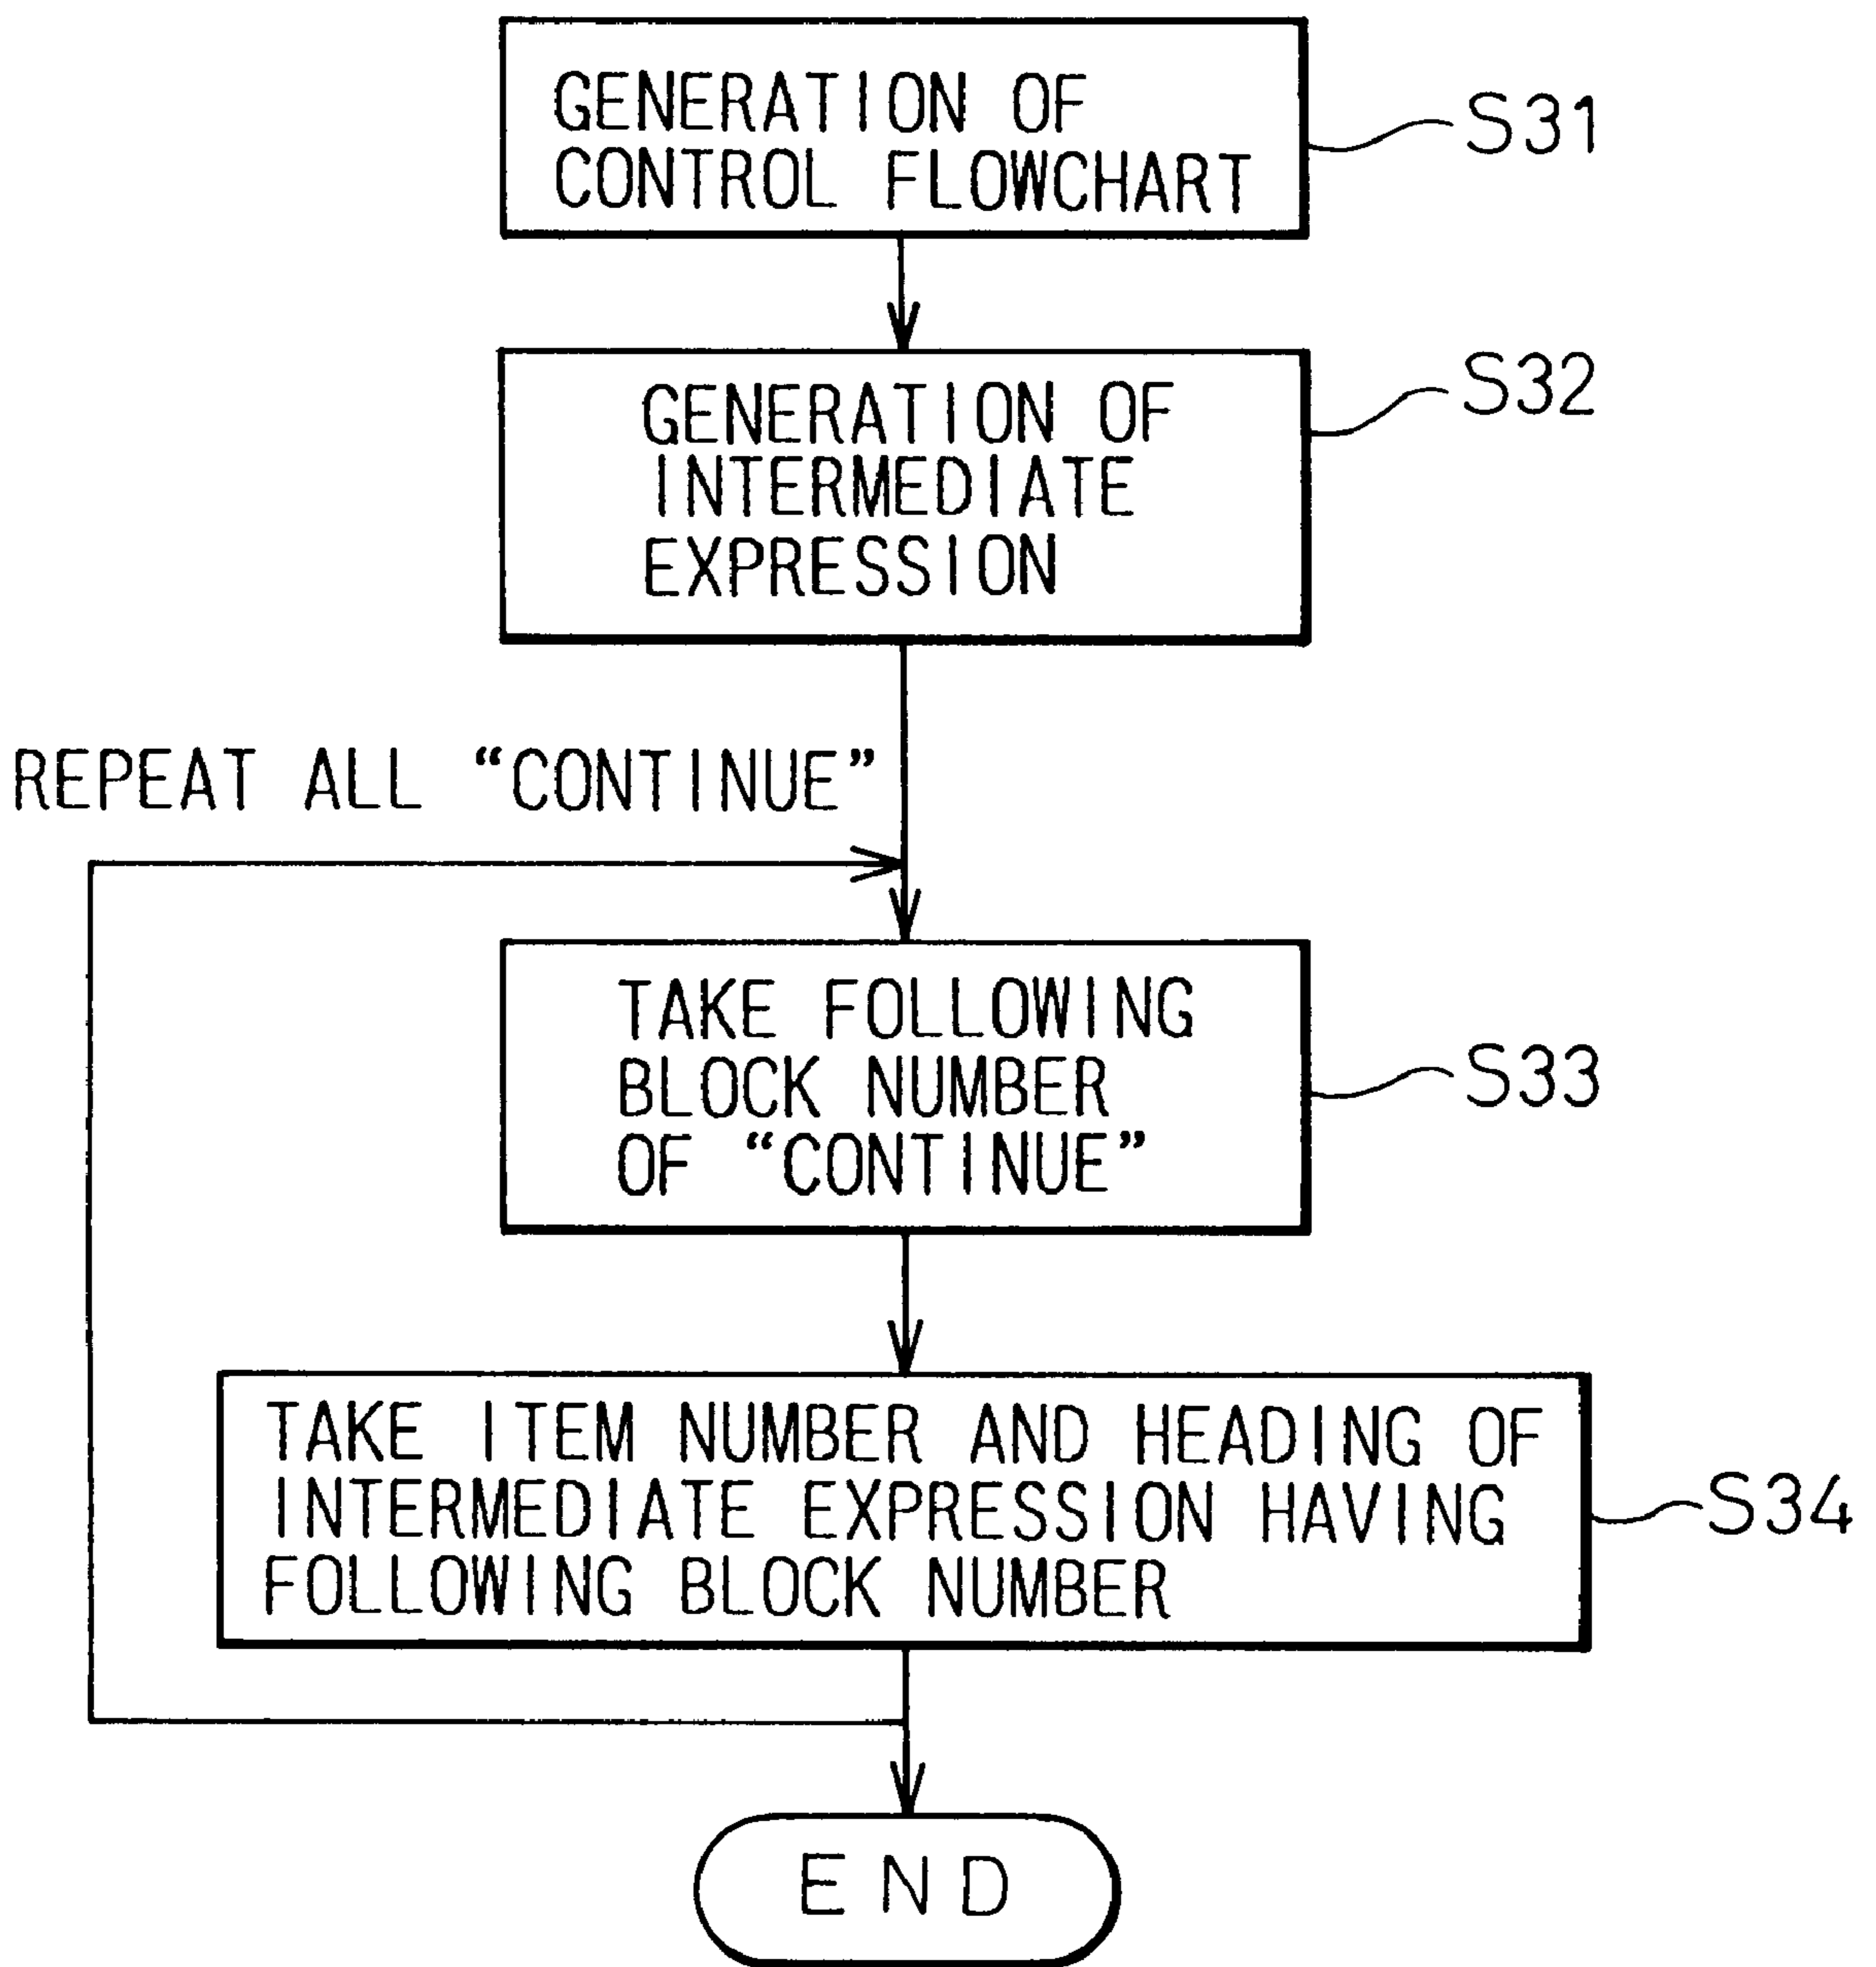 GENERATION OF
CONTROL FLOWCHART
S31
GENERATION OF
INTERMEDIATE
EXPRESSION
S32
REPEAT ALL “CONTINUE”
TAKE FOLLOWING
BLOCK NUMBER
OF “CONTINUE”
S33
TAKE ITEM NUMBER AND HEADING OF
INTERMEDIATE EXPRESSION HAVING
FOLLOWING BLOCK NUMBER
S34
END